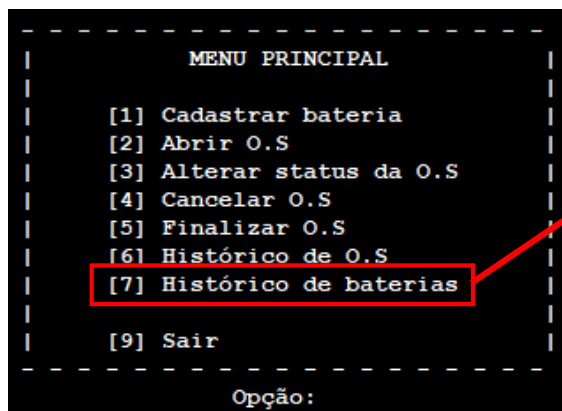 MENU PRINCIPAL
[1] Cadastrar bateria
[2] Abrir O.S
[3] Alterar status da O.S
[4] Cancelar O.S
[5] Finalizar O.S
[6] Histórico de O.S
[7] Histórico de baterias
[9] Sair
Opção: